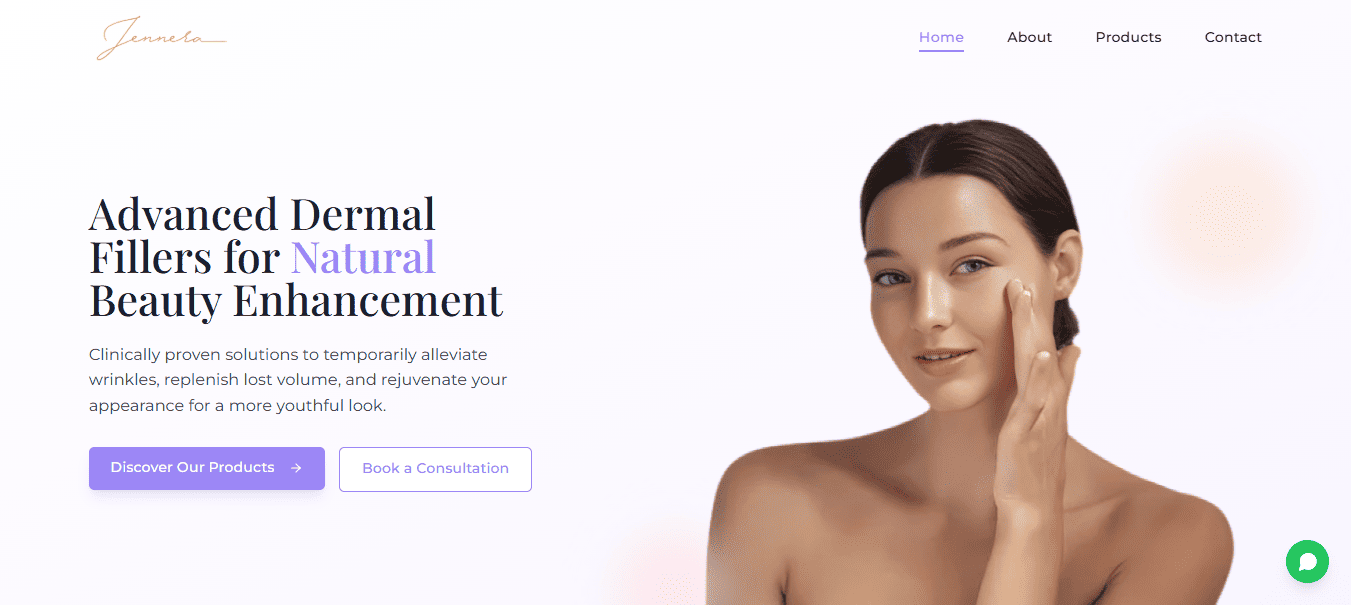 Jennera
Home
About
Products
Contact
Advanced Dermal
Fillers for Natural
Beauty Enhancement
Clinically proven solutions to temporarily alleviate
wrinkles, replenish lost volume, and rejuvenate your
appearance for a more youthful look.
Discover Our Products →
Book a Consultation